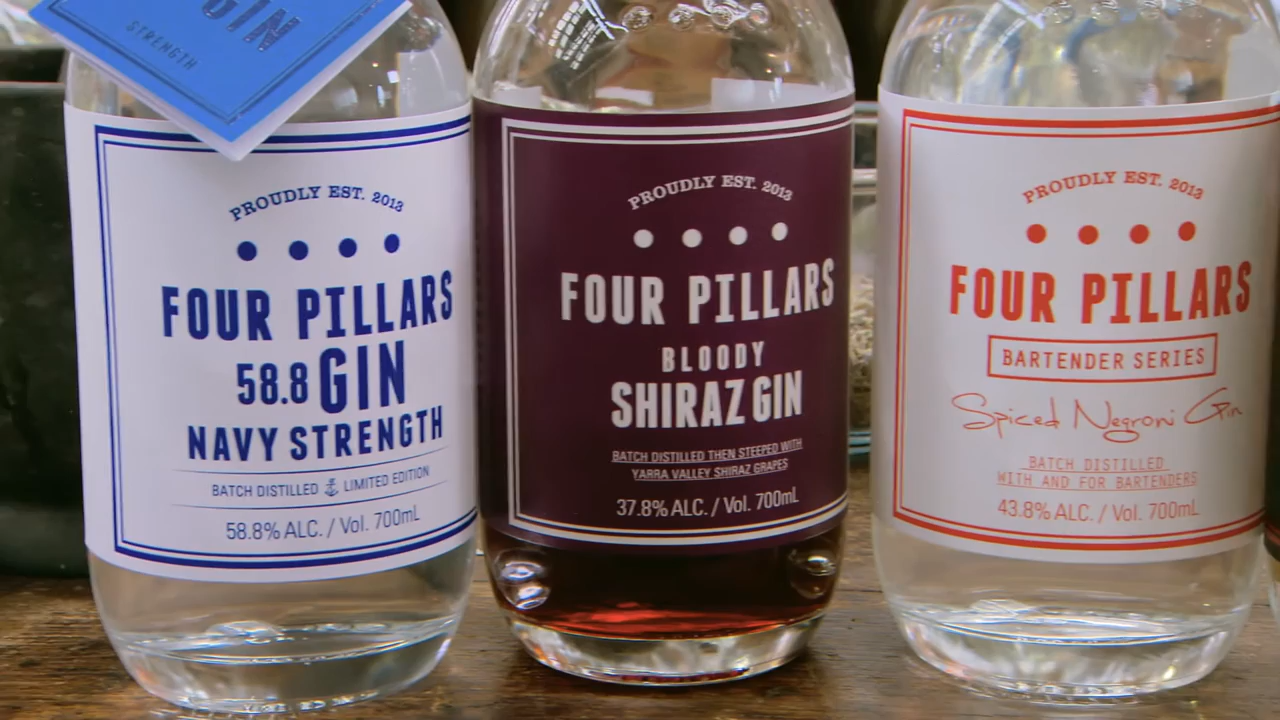 GIN
STRENGTH
PROUDLY EST. 2013
FOUR PILLARS
58.8 GIN
NAVY STRENGTH
BATCH DISTILLED LIMITED EDITION
58.8% ALC. / Vol. 700mL
PROUDLY EST. 2013
FOUR PILLARS
BLOODY
SHIRAZ GIN
BATCH DISTILLED THEN STEEPED WITH
YARRA VALLEY SHIRAZ GRAPES
37.8% ALC. / Vol. 700mL
PROUDLY EST. 2013
FOUR PILLARS
BARTENDER SERIES
Spiced Negroni Gin
BATCH DISTILLED
WITH AND FOR BARTENDERS
43.8% ALC. / Vol. 700mL